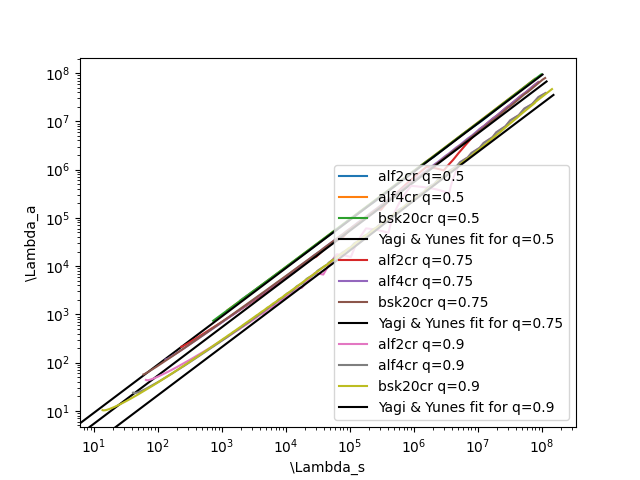 10^8
10^7
10^6
10^5
10^4
10^3
10^2
10^1
\Lambda_a
alf2cr q=0.5
alf4cr q=0.5
bsk20cr q=0.5
Yagi & Yunes fit for q=0.5
alf2cr q=0.75
alf4cr q=0.75
bsk20cr q=0.75
Yagi & Yunes fit for q=0.75
alf2cr q=0.9
alf4cr q=0.9
bsk20cr q=0.9
Yagi & Yunes fit for q=0.9
10^1 10^2 10^3 10^4 10^5 10^6 10^7 10^8
\Lambda_s